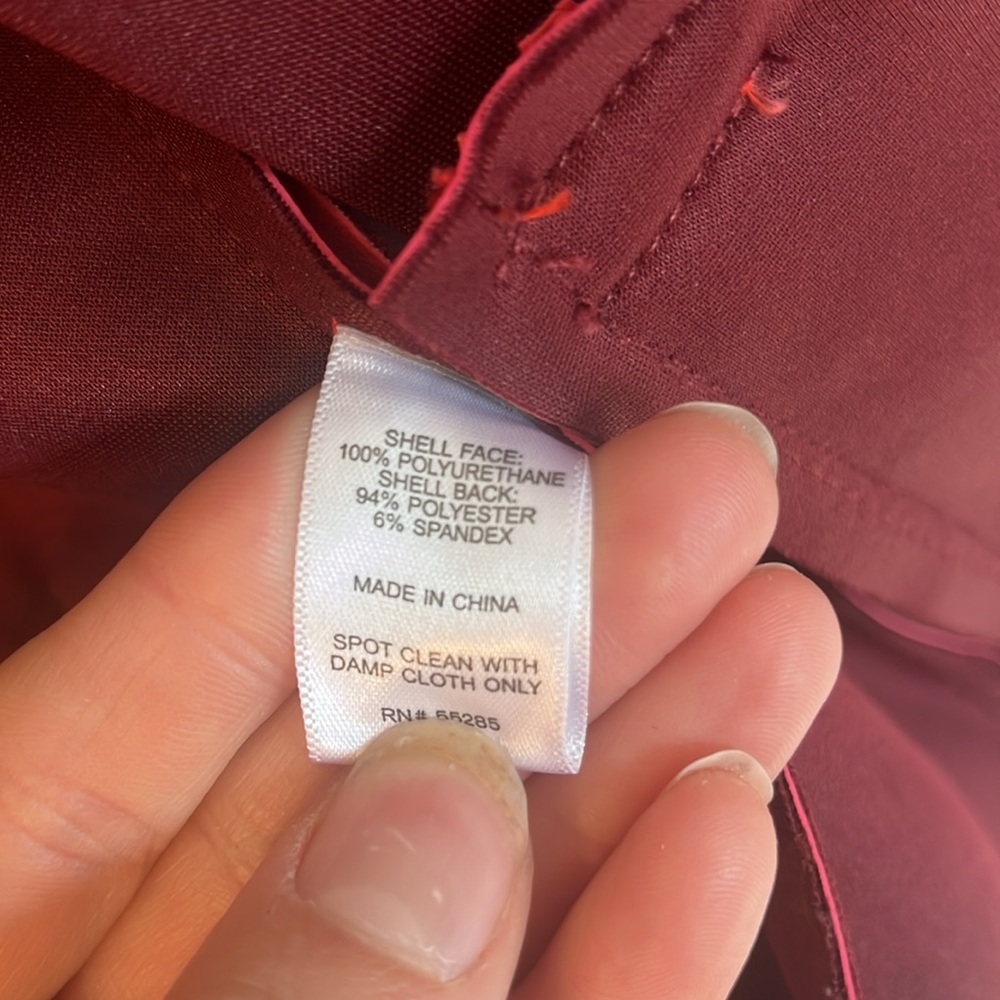 SHELL FACE:
100% POLYURETHANE
SHELL BACK:
94% POLYESTER
6% SPANDEX
MADE IN CHINA
SPOT CLEAN WITH
DAMP CLOTH ONLY
RN# 55285